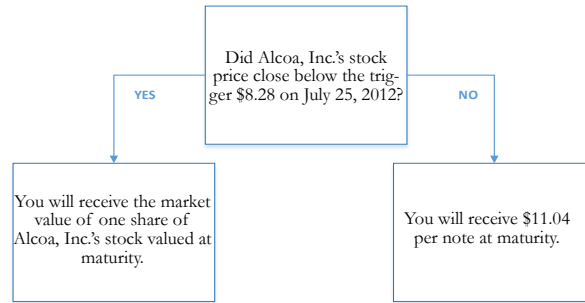 Did Alcoa, Inc.'s stock
price close below the trig-
ger $8.28 on July 25, 2012?
YES
NO
You will receive the market
value of one share of
Alcoa, Inc.'s stock valued at
maturity.
You will receive $11.04
per note at maturity.